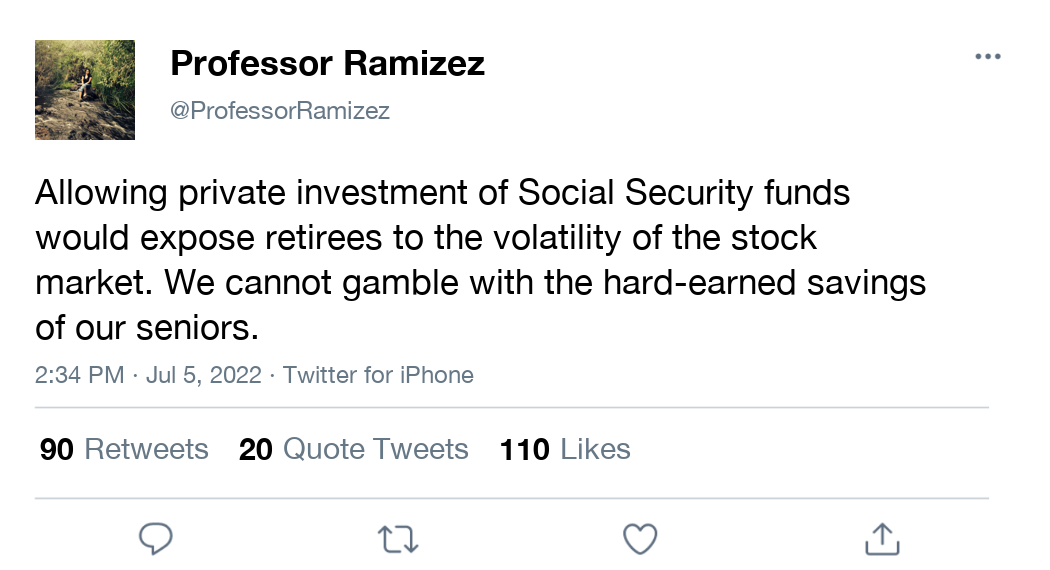 Professor Ramizez
@ProfessorRamizez
Allowing private investment of Social Security funds
would expose retirees to the volatility of the stock
market. We cannot gamble with the hard-earned savings
of our seniors.
2:34 PM · Jul 5, 2022 · Twitter for iPhone
90 Retweets 20 Quote Tweets 110 Likes